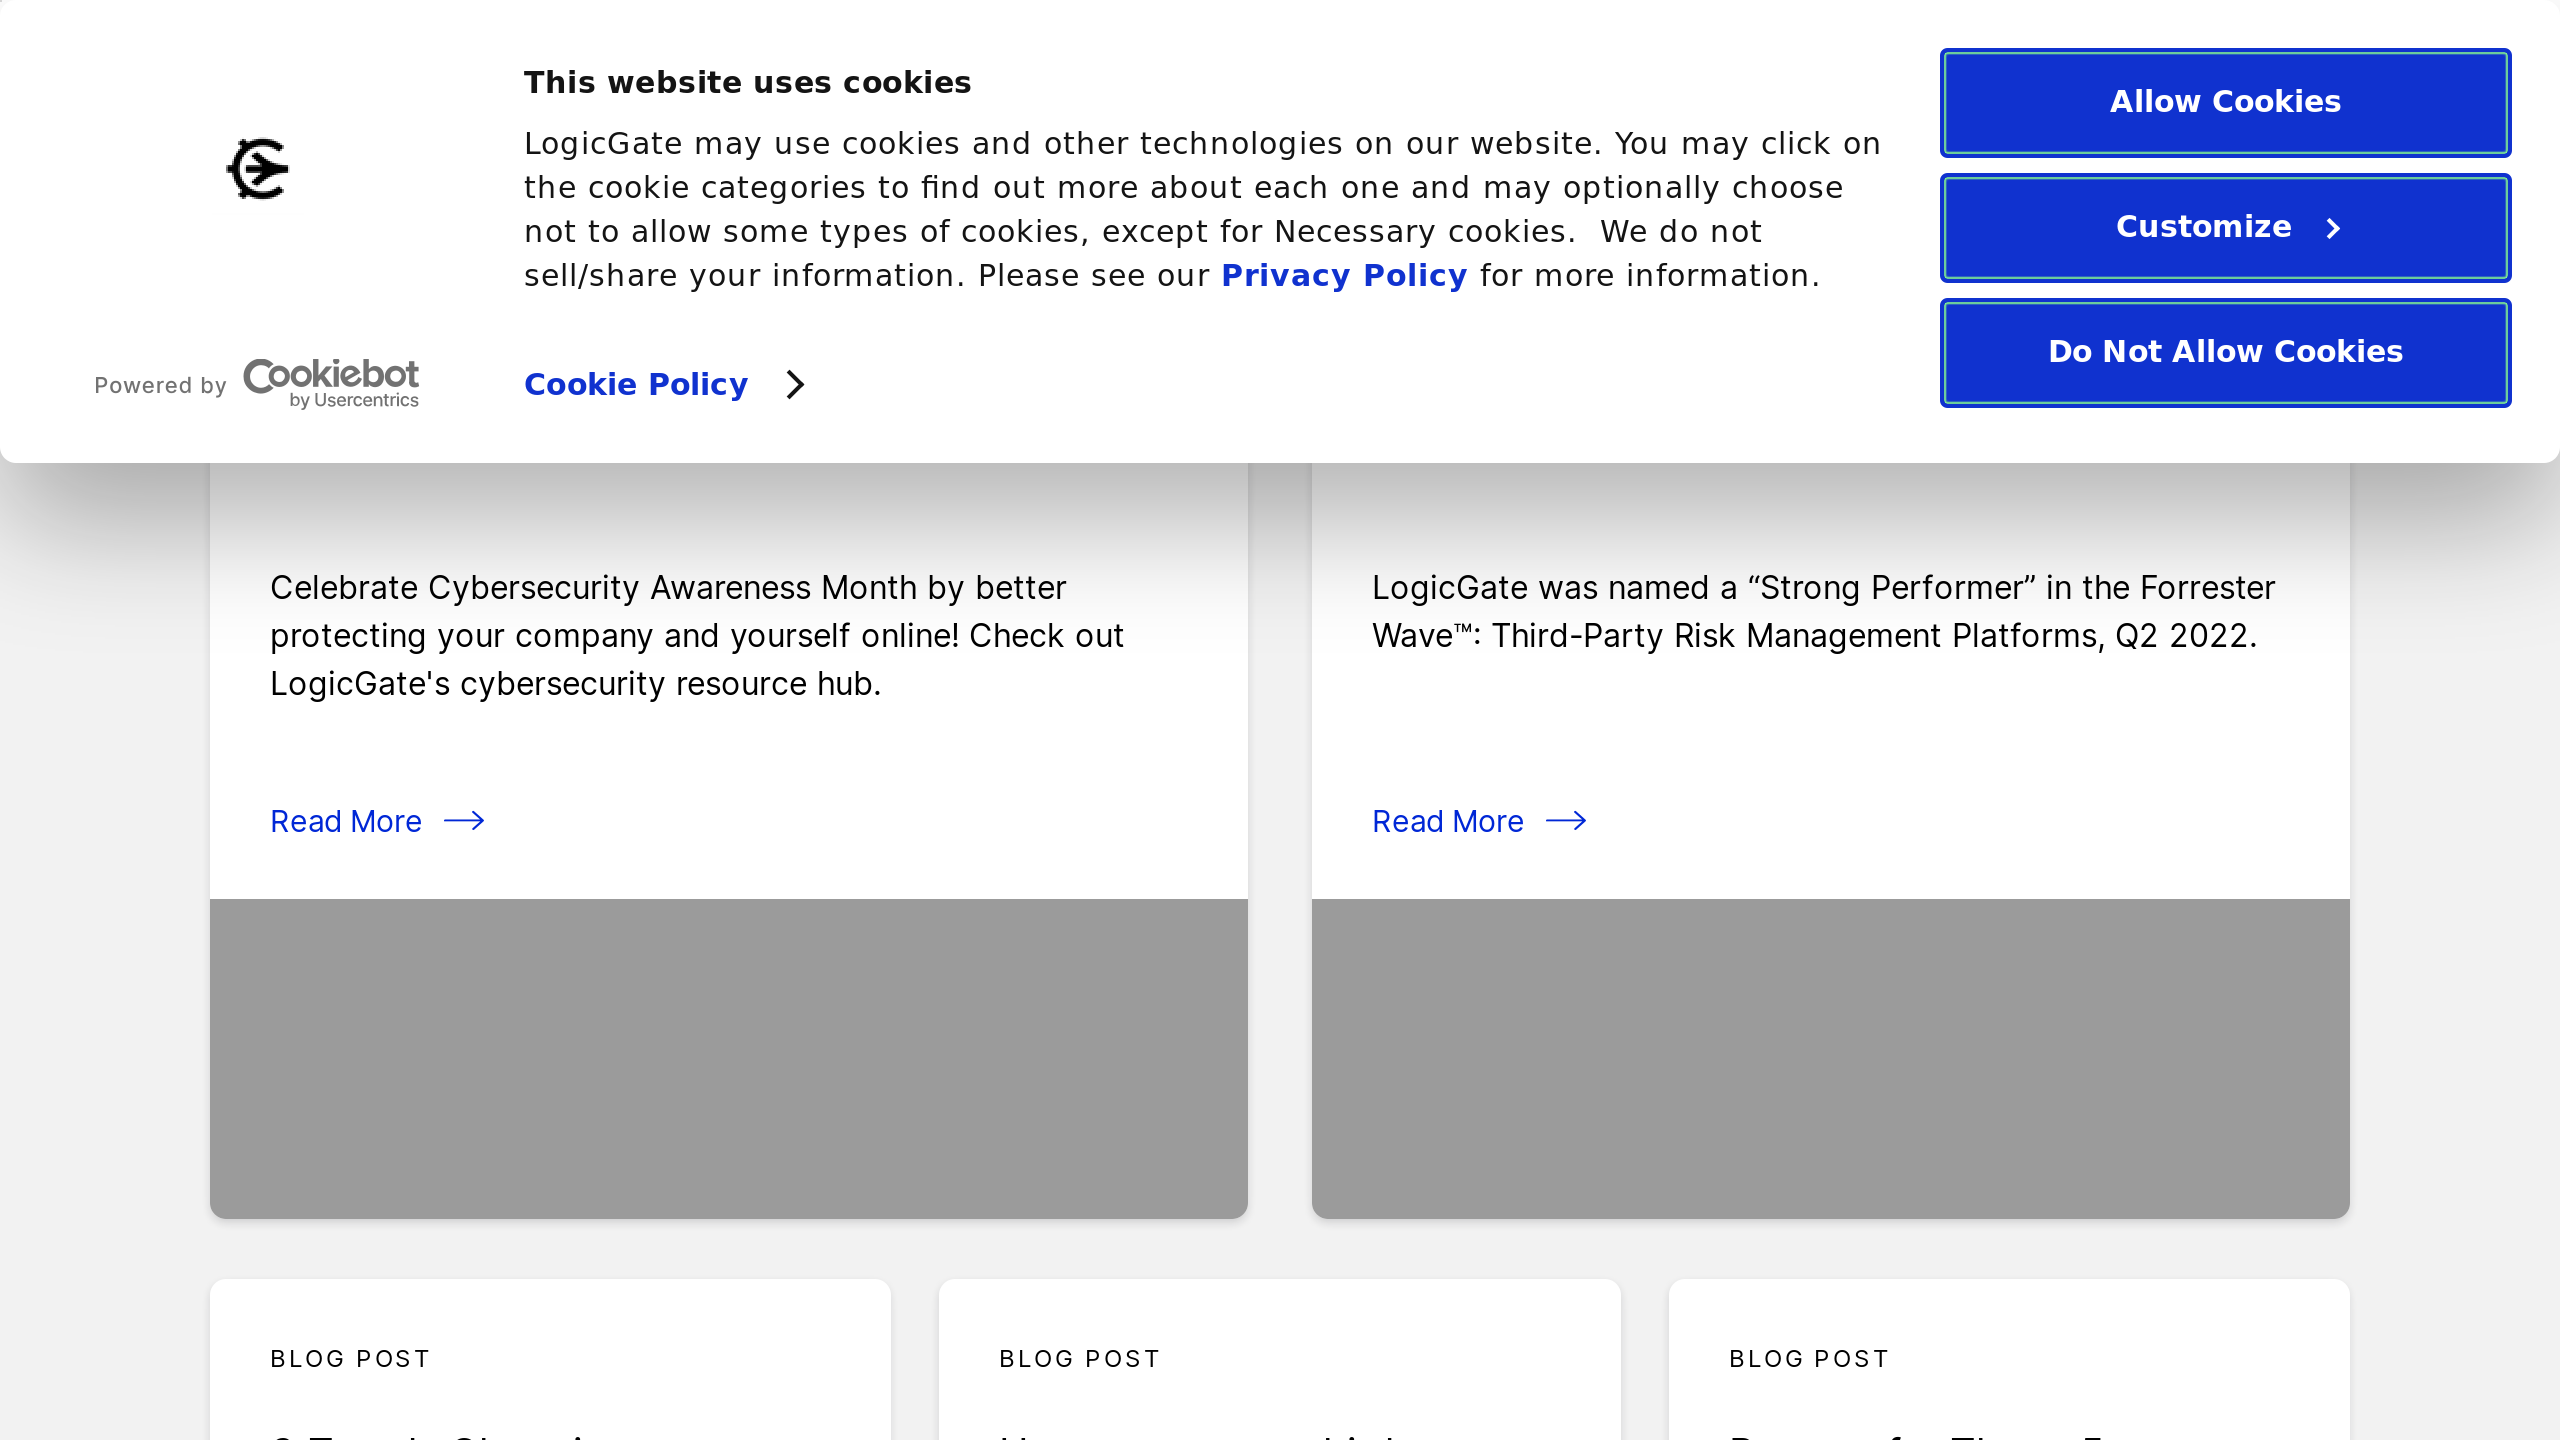 This website uses cookies
LogicGate may use cookies and other technologies on our website. You may click on
the cookie categories to find out more about each one and may optionally choose
not to allow some types of cookies, except for Necessary cookies.  We do not
sell/share your information. Please see our Privacy Policy for more information.
Powered by Cookiebot
by Usercentrics
Cookie Policy
Allow Cookies
Customize
Do Not Allow Cookies
Celebrate Cybersecurity Awareness Month by better
protecting your company and yourself online! Check out
LogicGate's cybersecurity resource hub.
Read More
LogicGate was named a “Strong Performer” in the Forrester
Wave™: Third-Party Risk Management Platforms, Q2 2022.
Read More
BLOG POST
BLOG POST
BLOG POST